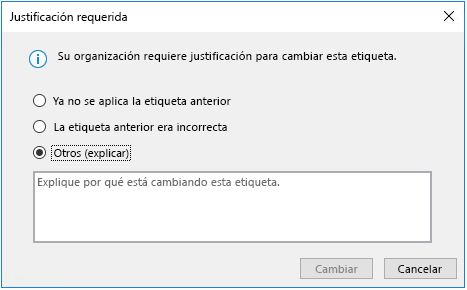 Justificación requerida
Su organización requiere justificación para cambiar esta etiqueta.
Ya no se aplica la etiqueta anterior
La etiqueta anterior era incorrecta
Otros (explicar)
Explique por qué está cambiando esta etiqueta.
Cambiar Cancelar